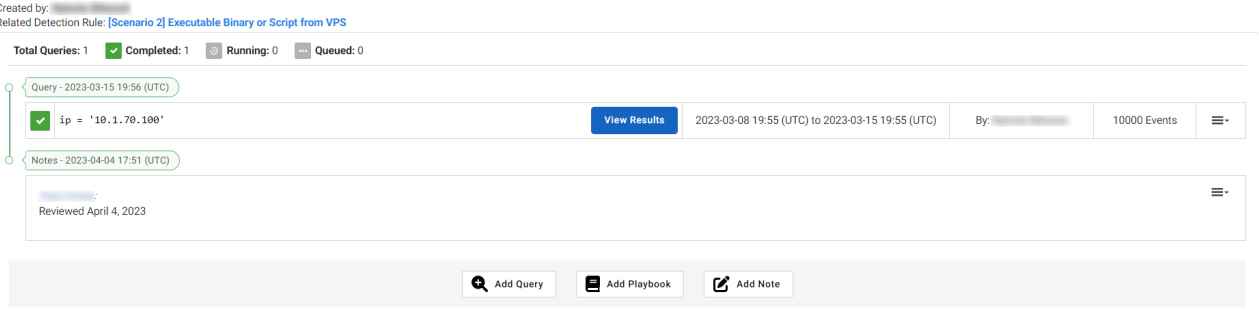 Created by:
Related Detection Rule: [Scenario 2] Executable Binary or Script from VPS
Total Queries: 1 Completed: 1 Running: 0 Queued: 0
Query - 2023-03-15 19:56 (UTC)
ip = '10.1.70.100' View Results 2023-03-08 19:55 (UTC) to 2023-03-15 19:55 (UTC) By: 10000 Events
Notes - 2023-04-04 17:51 (UTC)
:
Reviewed April 4, 2023
Add Query Add Playbook Add Note